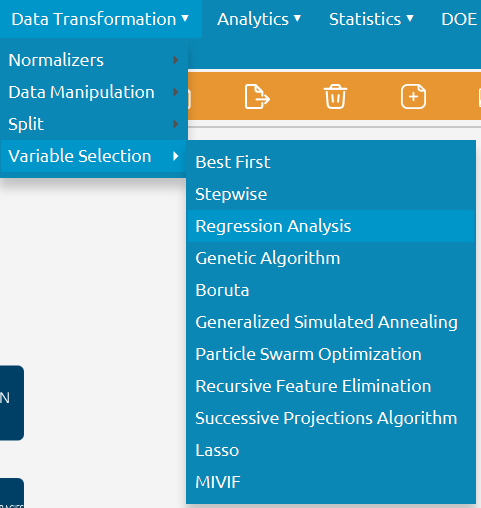 Data Transformation Analytics Statistics DOE
Normalizers
Data Manipulation
Split
Variable Selection
Best First
Stepwise
Regression Analysis
Genetic Algorithm
Boruta
Generalized Simulated Annealing
Particle Swarm Optimization
Recursive Feature Elimination
Successive Projections Algorithm
Lasso
MIVIF
N